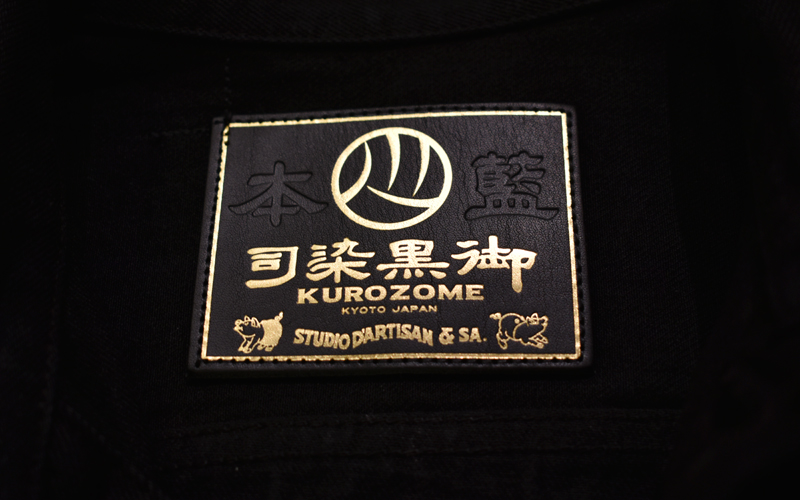 本藍
御黒染司
KUROZOME
KYOTO JAPAN
STUDIO D'ARTISAN & SA.